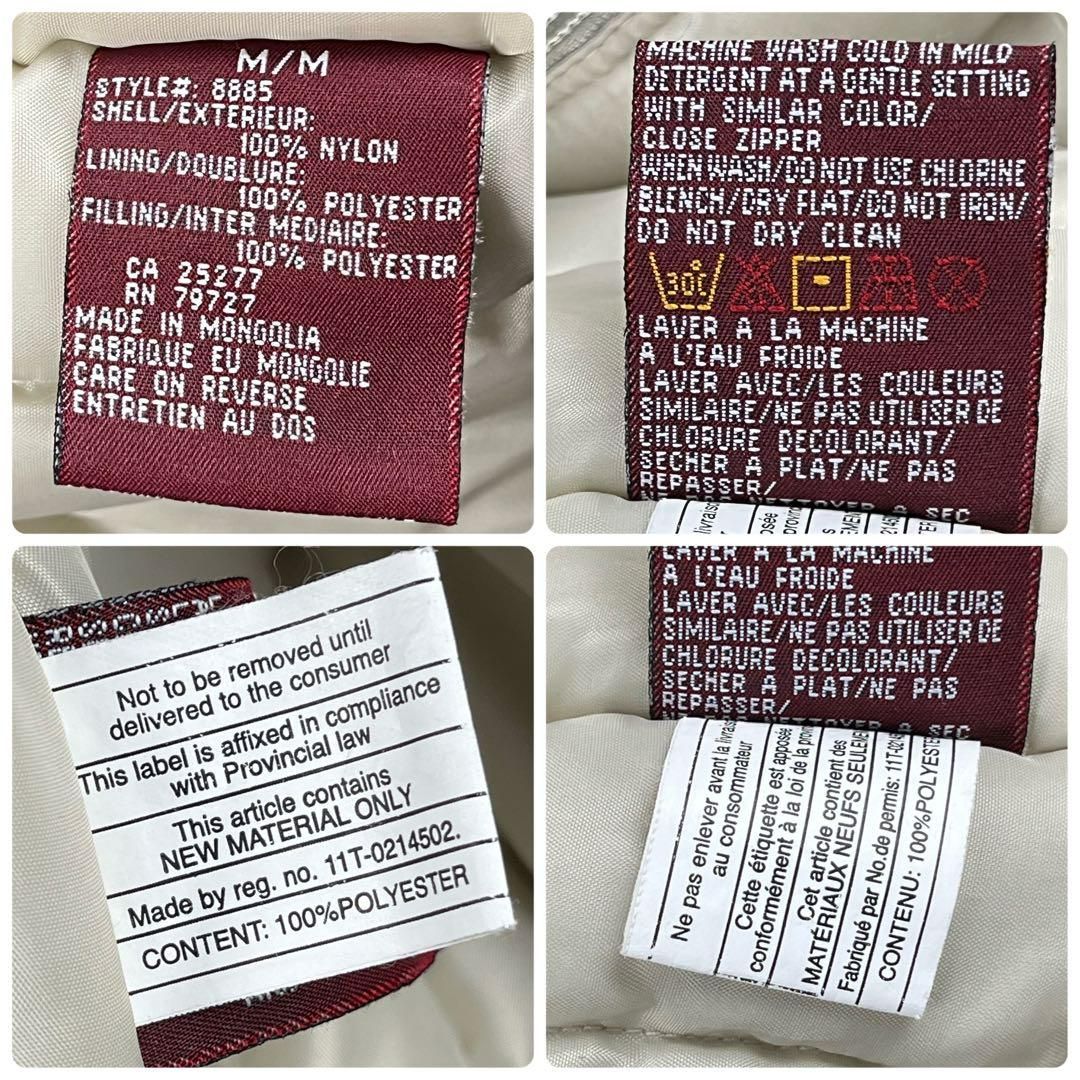 M/M
STYLE#: 8885
SHELL/EXTERIEUR:
100% NYLON
LINING/DOUBLURE:
100% POLYESTER
FILLING/INTER MEDIAIRE:
100% POLYESTER
CA 25277
RN 79727
MADE IN MONGOLIA
FABRIQUE EU MONGOLIE
CARE ON REVERSE
ENTRETIEN AU DOS
MACHINE WASH COLD IN MILD
DETERGENT AT A GENTLE SETTING
WITH SIMILAR COLOR/
CLOSE ZIPPER
WHEN WASH/DO NOT USE CHLORINE
BLENCH/DRY FLAT/DO NOT IRON/
DO NOT DRY CLEAN
30C
LAVER A LA MACHINE
A L'EAU FROIDE
LAVER AVEC/LES COULEURS
SIMILAIRE/NE PAS UTILISER DE
CHLORURE DECOLORANT/
SECHER A PLAT/NE PAS
REPASSER/
A SEC
Not to be removed until
delivered to the consumer
This label is affixed in compliance
with Provincial law
This article contains
NEW MATERIAL ONLY
Made by reg. no. 11T-0214502.
CONTENT: 100%POLYESTER
LAVER A LA MACHINE
A L'EAU FROIDE
LAVER AVEC/LES COULEURS
SIMILAIRE/NE PAS UTILISER DE
CHLORURE DECOLORANT/
SECHER A PLAT/NE PAS
REPASSER/
A SEC
Ne pas enlever avant la livrais
au consommateur
Cette étiquette est apposée
conformément à la loi de la provi
Cet article contient des
MATÉRIAUX NEUFS SEULEME
Fabriqué par No.de permis: 11T-0214
CONTENU: 100%POLYESTE